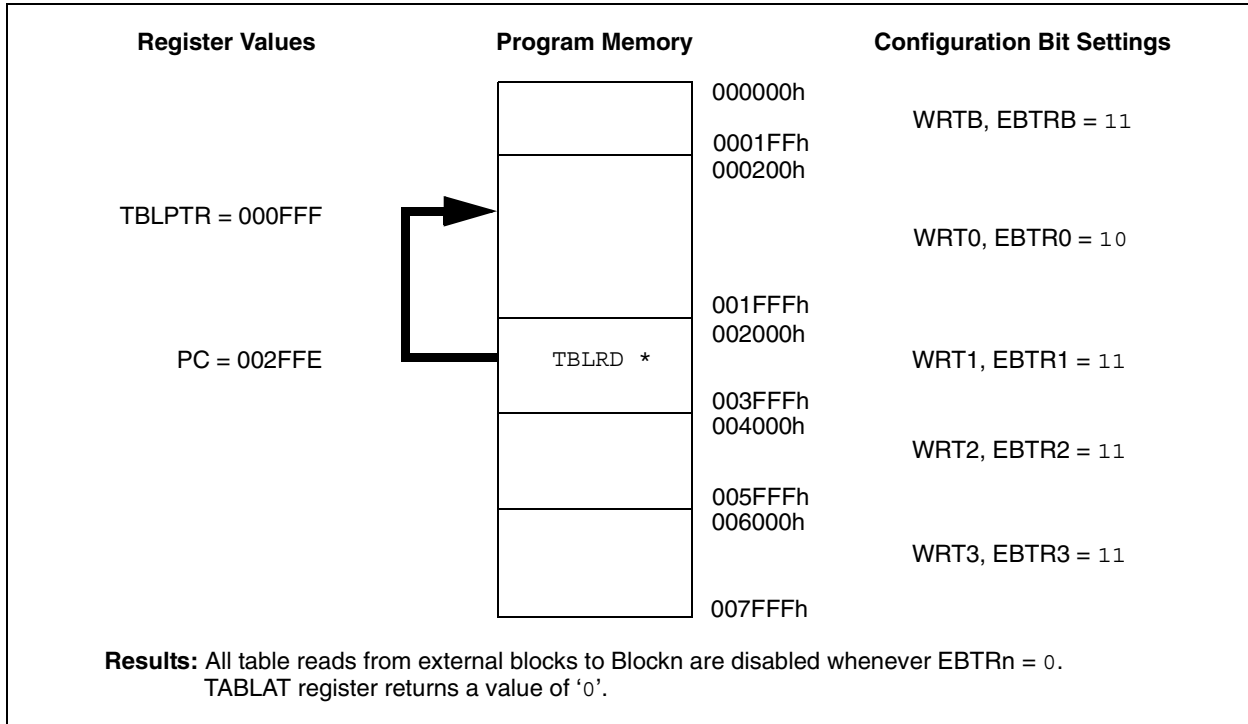 Register Values Program Memory Configuration Bit Settings
000000h
WRTB, EBTRB = 11
0001FFh
000200h
TBLPTR = 000FFF
WRT0, EBTR0 = 10
001FFFh
002000h
PC = 002FFE TBLRD * WRT1, EBTR1 = 11
003FFFh
004000h
WRT2, EBTR2 = 11
005FFFh
006000h
WRT3, EBTR3 = 11
007FFFh
Results: All table reads from external blocks to Blockn are disabled whenever EBTRn = 0.
TABLAT register returns a value of ‘0’.